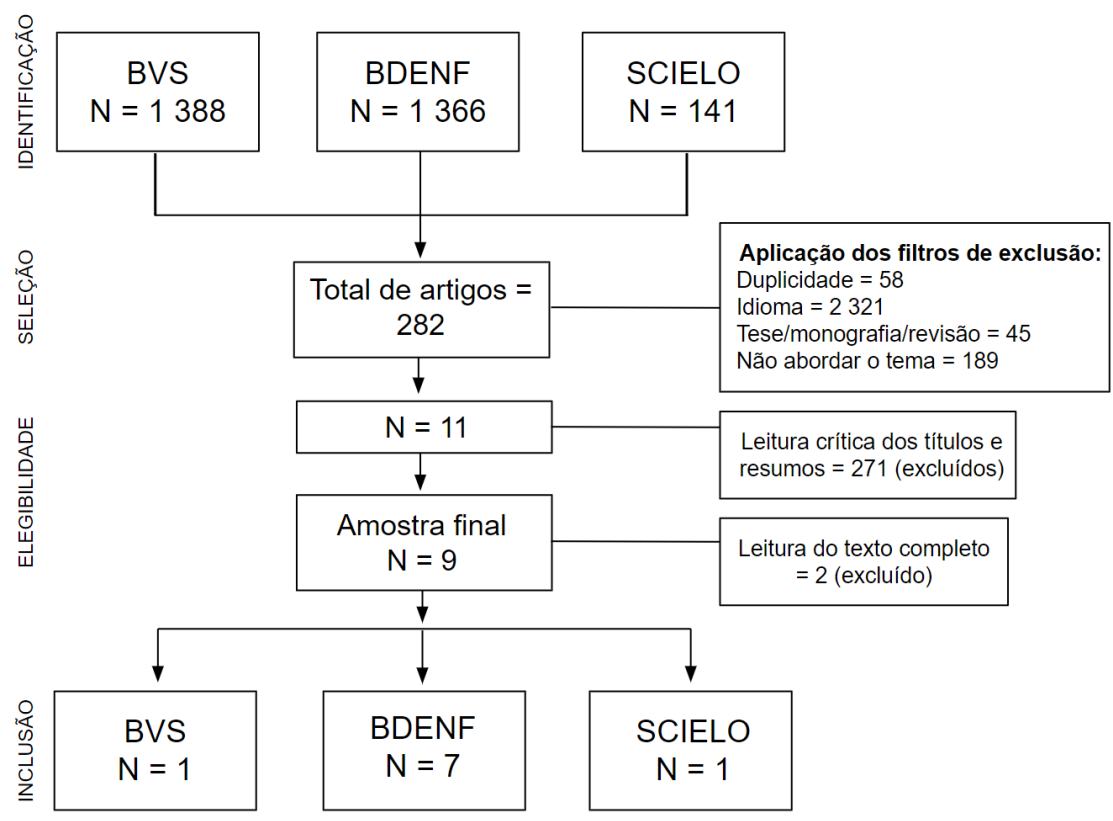 IDENTIFICAÇÃO
BVS
N = 1 388
BDENF
N = 1 366
SCIELO
N = 141
SELEÇÃO
Total de artigos =
282
Aplicação dos filtros de exclusão:
Duplicidade = 58
Idioma = 2 321
Tese/monografia/revisão = 45
Não abordar o tema = 189
ELEGIBILIDADE
N = 11
Leitura crítica dos títulos e
resumos = 271 (excluídos)
Amostra final
N = 9
Leitura do texto completo
= 2 (excluído)
INCLUSÃO
BVS
N = 1
BDENF
N = 7
SCIELO
N = 1